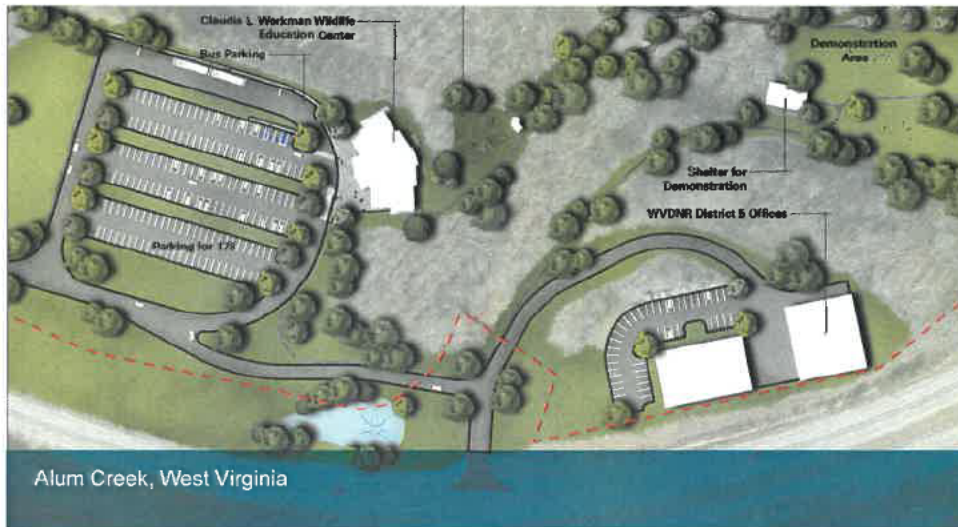 Claudia L. Workman Wildlife
Education Center
Bus Parking
Demonstration
Area
Shelter for
Demonstration
WVDNR District 5 Offices
Parking for
Alum Creek, West Virginia